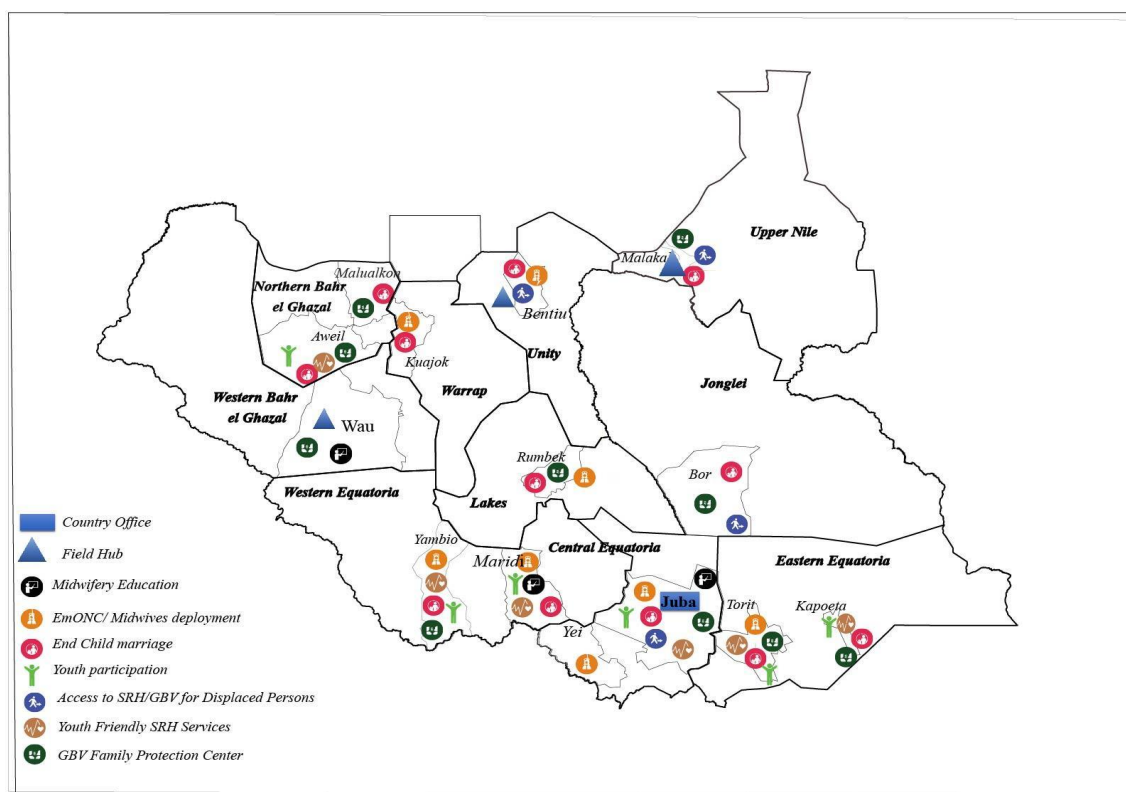 Upper Nile
Malaka
Malualkon
Northern Bahr
el Ghazal
Bentiu
Aweil
Kuajok
Unity
Warrap
Jonglei
Western Bahr
el Ghazal
Wau
Rumbek
Bor
Western Equatoria
Lakes
Country Office
Field Hub
Midwifery Education
EmONC/ Midwives deployment
End Child marriage
Youth participation
Access to SRH/GBV for Displaced Persons
Youth Friendly SRH Services
GBV Family Protection Center
Yambio
Maridi
Central Equatoria
Eastern Equatoria
Juba
Torit
Kapoeta
Yei